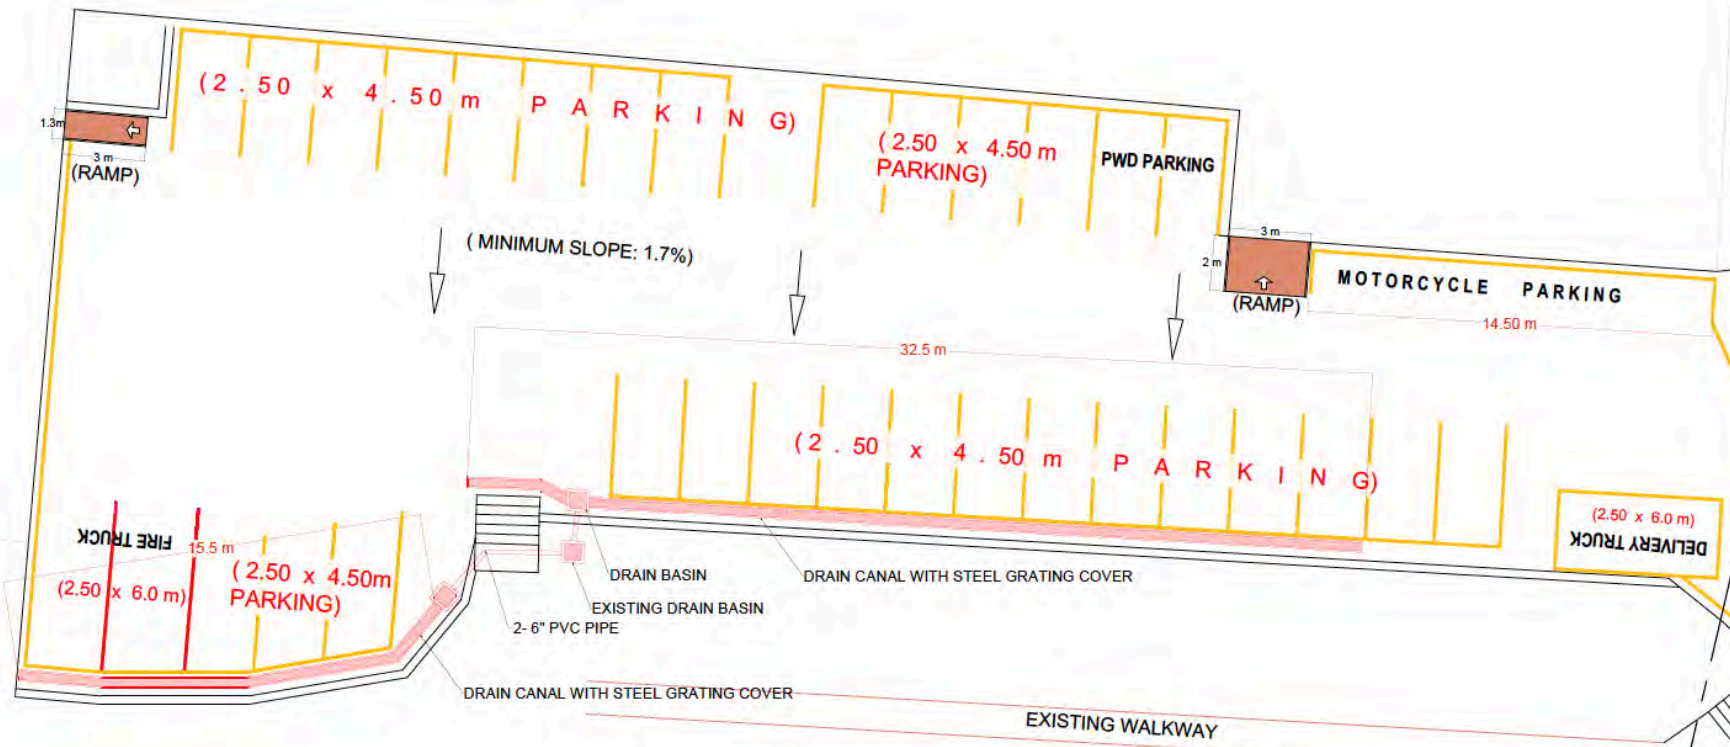 (2.50 x 4.50 m PARKING)
(2.50 x 4.50 m
PARKING)
PWD PARKING
1.3m
3 m
(RAMP)
( MINIMUM SLOPE: 1.7%)
3 m
2 m
(RAMP)
MOTORCYCLE PARKING
14.50 m
32.5 m
(2.50 x 4.50 m PARKING)
(2.50 x 6.0 m)
DELIVERY TRUCK
FIRE TRUCK
15.5 m
(2.50 x 6.0 m)
(2.50 x 4.50m
PARKING)
DRAIN BASIN
DRAIN CANAL WITH STEEL GRATING COVER
EXISTING DRAIN BASIN
2- 6" PVC PIPE
DRAIN CANAL WITH STEEL GRATING COVER
EXISTING WALKWAY